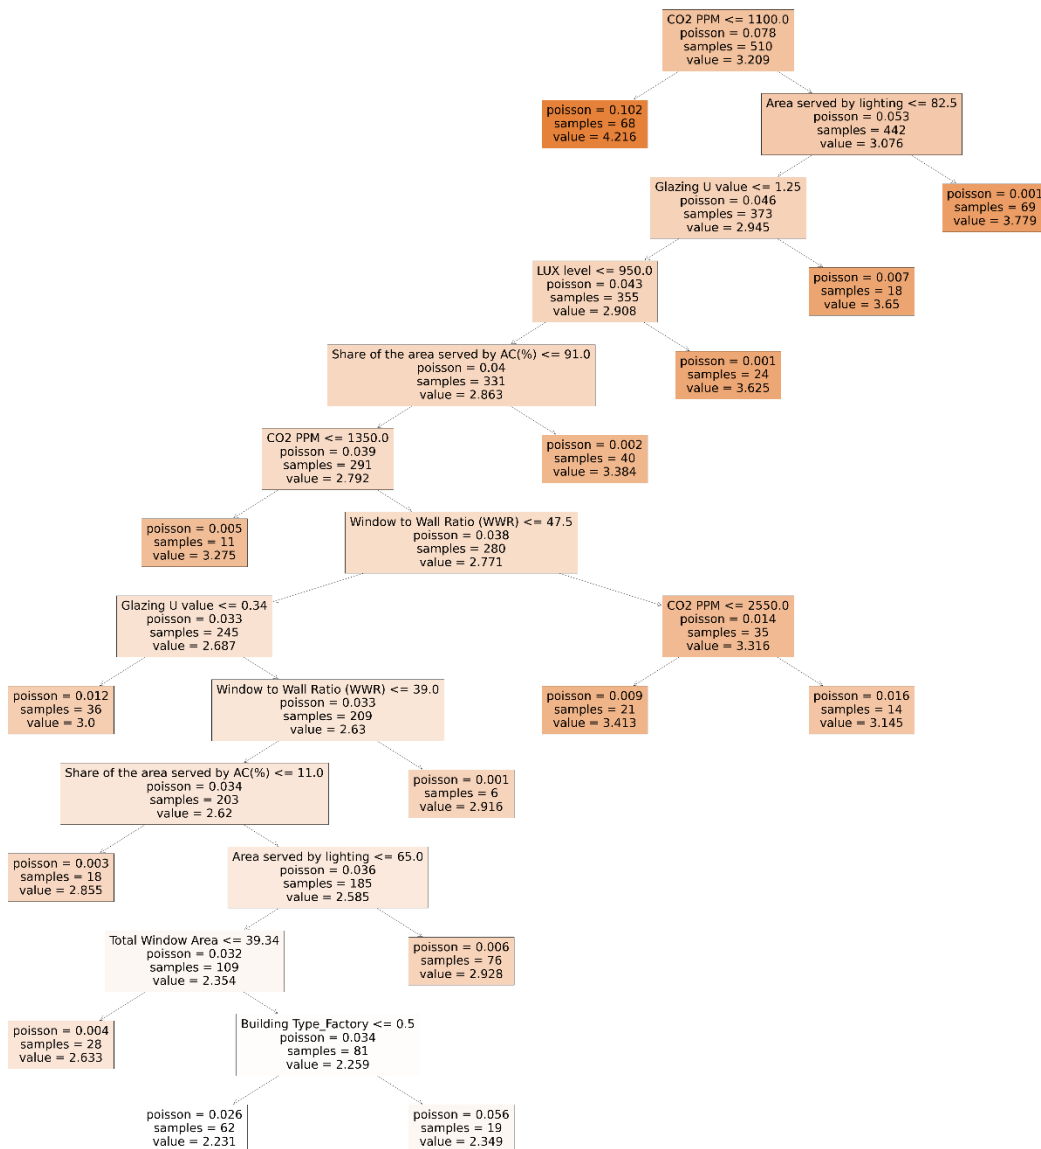 CO2 PPM <= 1100.0
poisson = 0.078
samples = 510
value = 3.209
poisson = 0.102
samples = 68
value = 4.216
Area served by lighting <= 82.5
poisson = 0.053
samples = 442
value = 3.076
Glazing U value <= 1.25
poisson = 0.046
samples = 373
value = 2.945
poisson = 0.001
samples = 69
value = 3.779
LUX level <= 950.0
poisson = 0.043
samples = 355
value = 2.908
poisson = 0.007
samples = 18
value = 3.65
Share of the area served by AC(%) <= 91.0
poisson = 0.04
samples = 331
value = 2.863
poisson = 0.001
samples = 24
value = 3.625
CO2 PPM <= 1350.0
poisson = 0.039
samples = 291
value = 2.792
poisson = 0.002
samples = 40
value = 3.384
poisson = 0.005
samples = 11
value = 3.275
Window to Wall Ratio (WWR) <= 47.5
poisson = 0.038
samples = 280
value = 2.771
Glazing U value <= 0.34
poisson = 0.033
samples = 245
value = 2.687
CO2 PPM <= 2550.0
poisson = 0.014
samples = 35
value = 3.316
poisson = 0.012
samples = 36
value = 3.0
Window to Wall Ratio (WWR) <= 39.0
poisson = 0.033
samples = 209
value = 2.63
poisson = 0.009
samples = 21
value = 3.413
poisson = 0.016
samples = 14
value = 3.145
Share of the area served by AC(%) <= 11.0
poisson = 0.034
samples = 203
value = 2.62
poisson = 0.001
samples = 6
value = 2.916
poisson = 0.003
samples = 18
value = 2.855
Area served by lighting <= 65.0
poisson = 0.036
samples = 185
value = 2.585
Total Window Area <= 39.34
poisson = 0.032
samples = 109
value = 2.354
poisson = 0.006
samples = 76
value = 2.928
poisson = 0.004
samples = 28
value = 2.633
Building Type_Factory <= 0.5
poisson = 0.034
samples = 81
value = 2.259
poisson = 0.026
samples = 62
value = 2.231
poisson = 0.056
samples = 19
value = 2.349